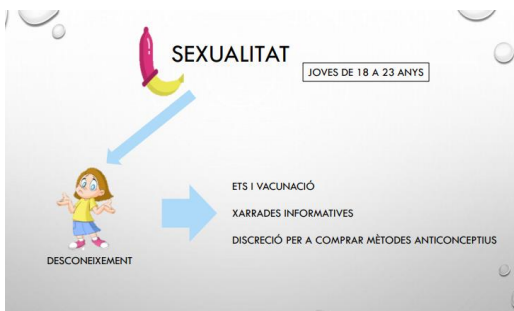 SEXUALITAT
JOVES DE 18 A 23 ANYS
ETS I VACUNACIÓ
XARRADES INFORMATIVES
DISCRECIÓ PER A COMPRAR MÈTODES ANTICONCEPTIUS
DESCONEIXEMENT